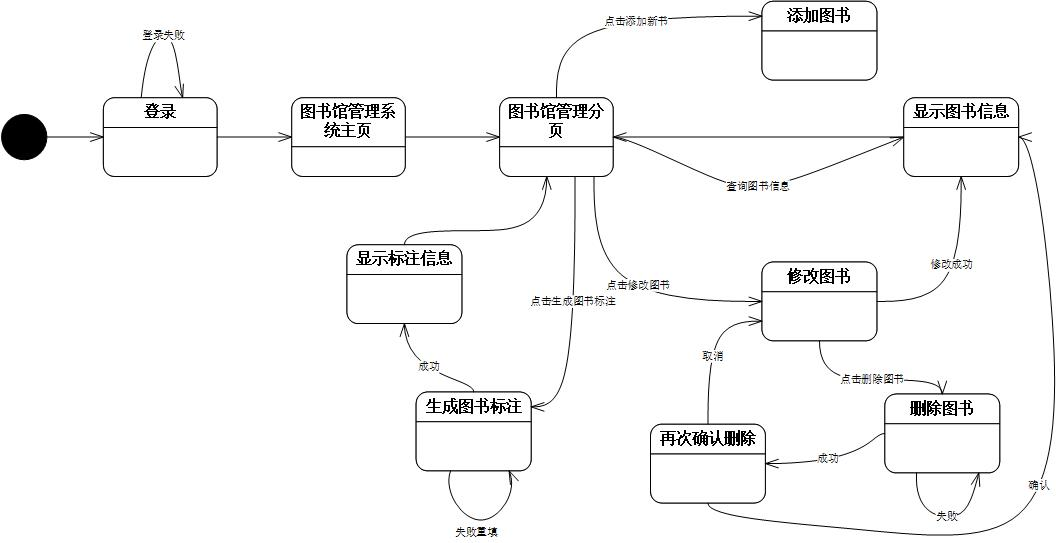 添加图书
点击添加新书
登录失败
登录
图书馆管理系
统主页
图书馆管理分
页
显示图书信息
查询图书信息
显示标注信息
修改图书
修改成功
点击修改图书
点击生成图书标注
取消
成功
点击删除图书
生成图书标注
删除图书
再次确认删除
成功
确认
失败
失败重填